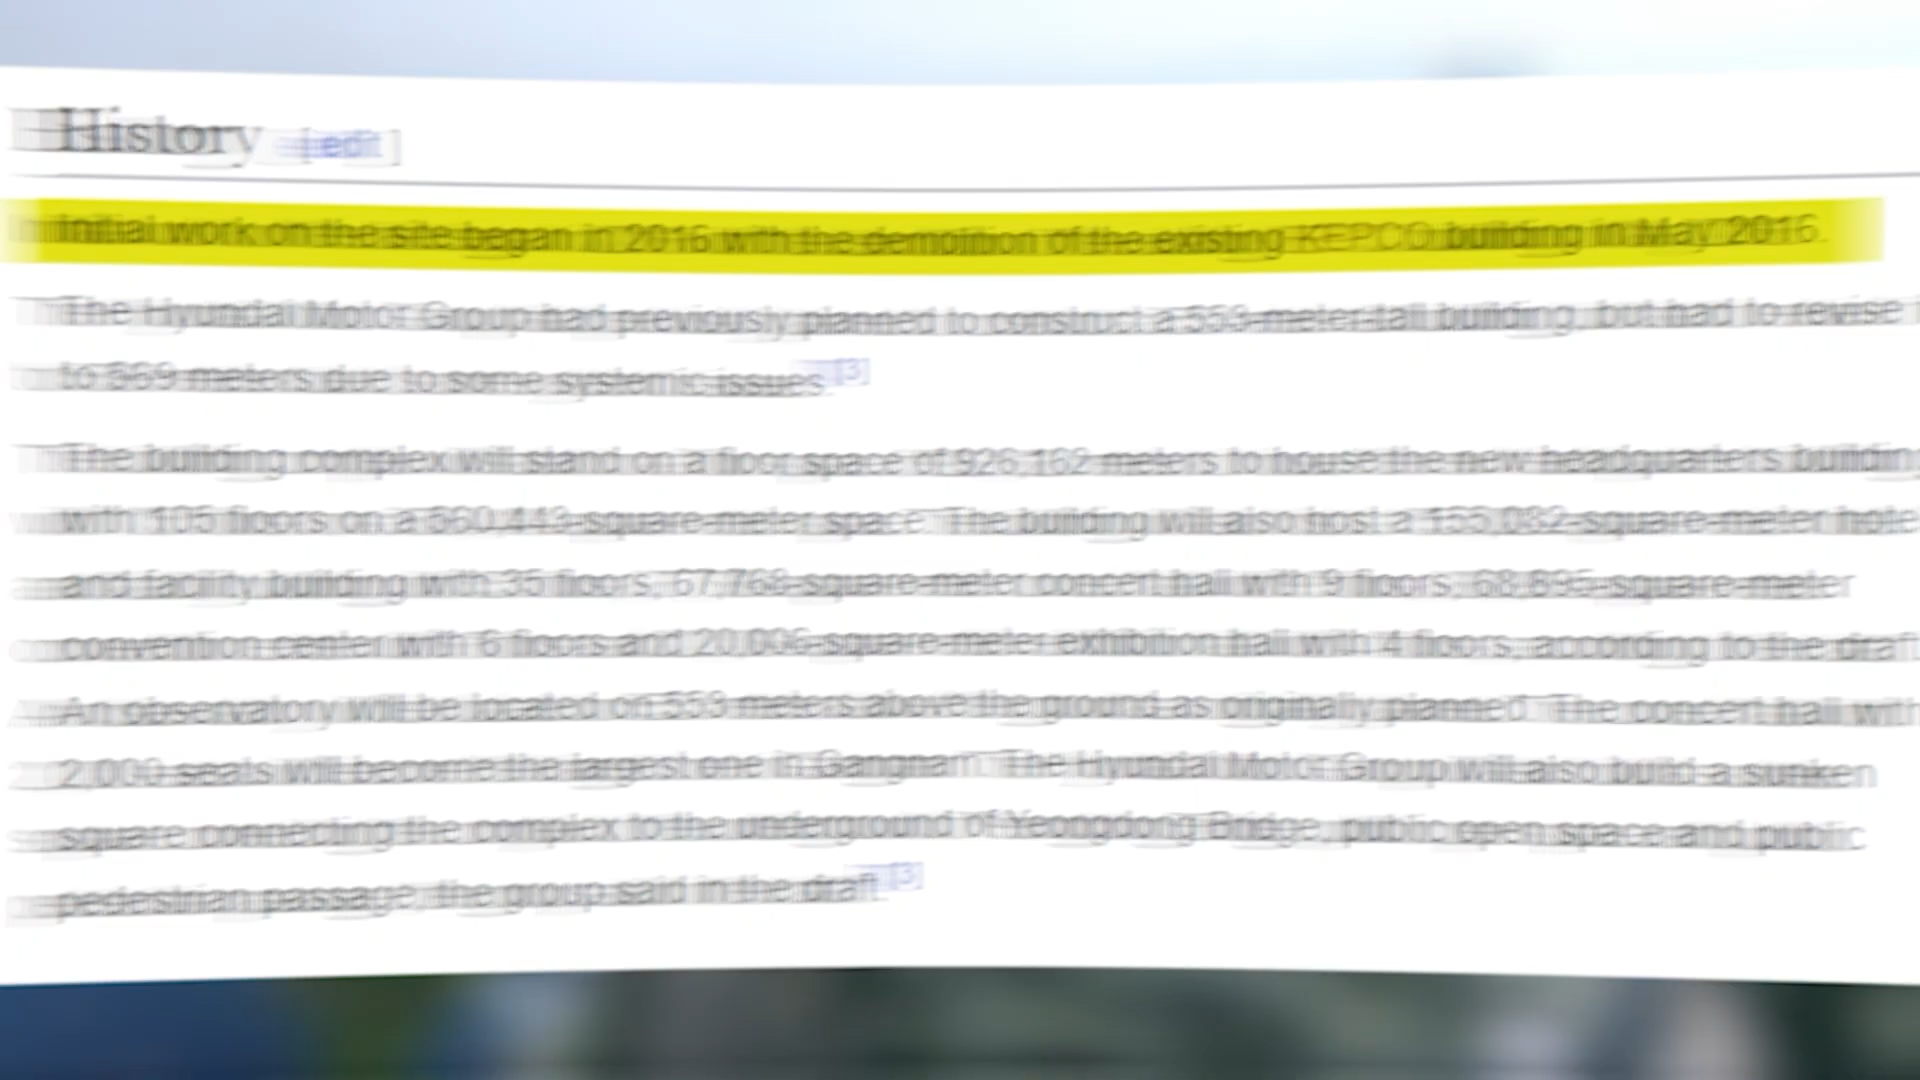 History [edit]
Initial work on the site began in 2016 with the demolition of the existing KEPCO building in May 2016.
The Hyundai Motor Group had previously planned to construct a 553-meter-tall building, but had to revise
to 569 meters due to some systemic issues.[3]
The building complex will stand on a floor space of 926,162 meters to house the new headquarters building
with 105 floors on a 560,443-square-meter space. The building will also host a 155,082-square-meter
and facility building with 35 floors, 67,768-square-meter concert hall with 9 floors, 68,895-square-meter
convention center with 6 floors and 20,006-square-meter exhibition hall with 4 floors, according to the draft
An observatory will be located on 553 meters above the ground as originally planned. The concert hall with
2,000 seats will become the largest one in Gangnam. The Hyundai Motor Group will also build a sunken
square connecting the complex to the underground of Yeongdong Bridge, public open space and public
pedestrian passage, the group said in the draft.[3]